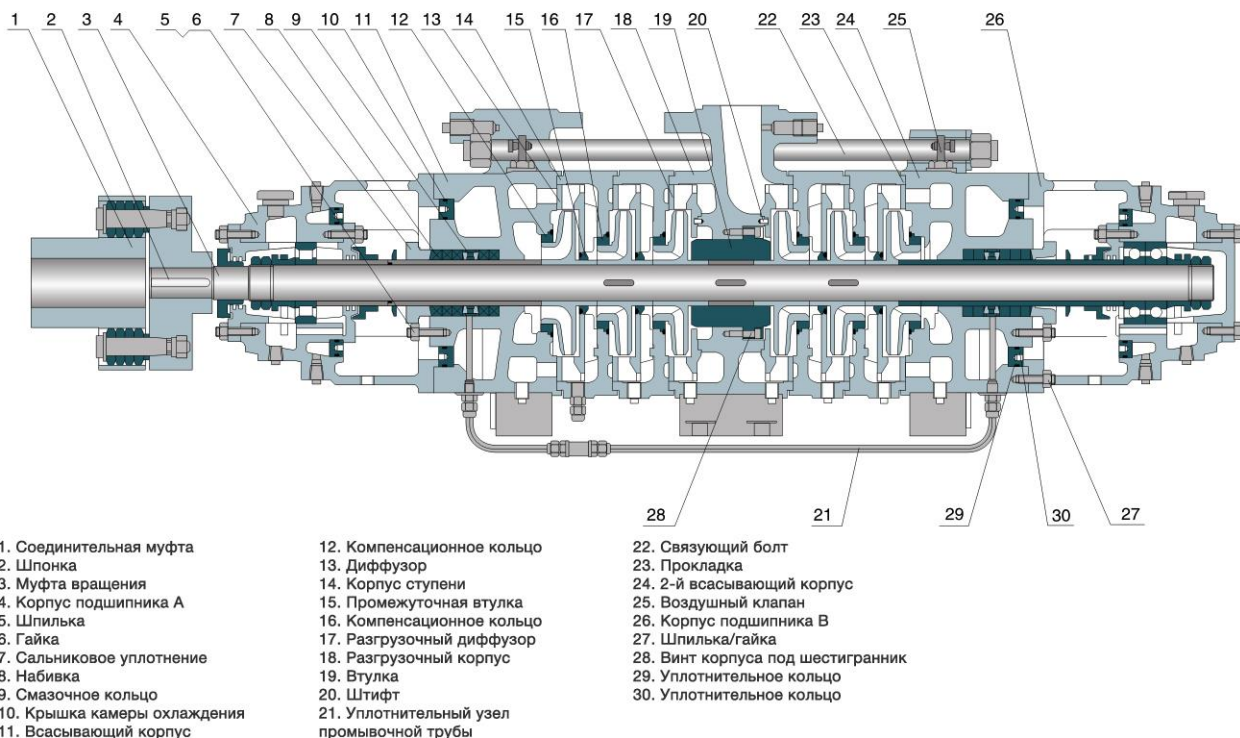 1 2 3 4 5 6 7 8 9 10 11 12 13 14 15 16 17 18 19 20 22 23 24 25 26
28 21 29 30 27
1. Соединительная муфта
2. Шпонка
3. Муфта вращения
4. Корпус подшипника А
5. Шпилька
6. Гайка
7. Сальниковое уплотнение
8. Набивка
9. Смазочное кольцо
10. Крышка камеры охлаждения
11. Всасывающий корпус
12. Компенсационное кольцо
13. Диффузор
14. Корпус ступени
15. Промежуточная втулка
16. Компенсационное кольцо
17. Разгрузочный диффузор
18. Разгрузочный корпус
19. Втулка
20. Штифт
21. Уплотнительный узел
промывочной трубы
22. Связующий болт
23. Прокладка
24. 2-й всасывающий корпус
25. Воздушный клапан
26. Корпус подшипника В
27. Шпилька/гайка
28. Винт корпуса под шестигранник
29. Уплотнительное кольцо
30. Уплотнительное кольцо